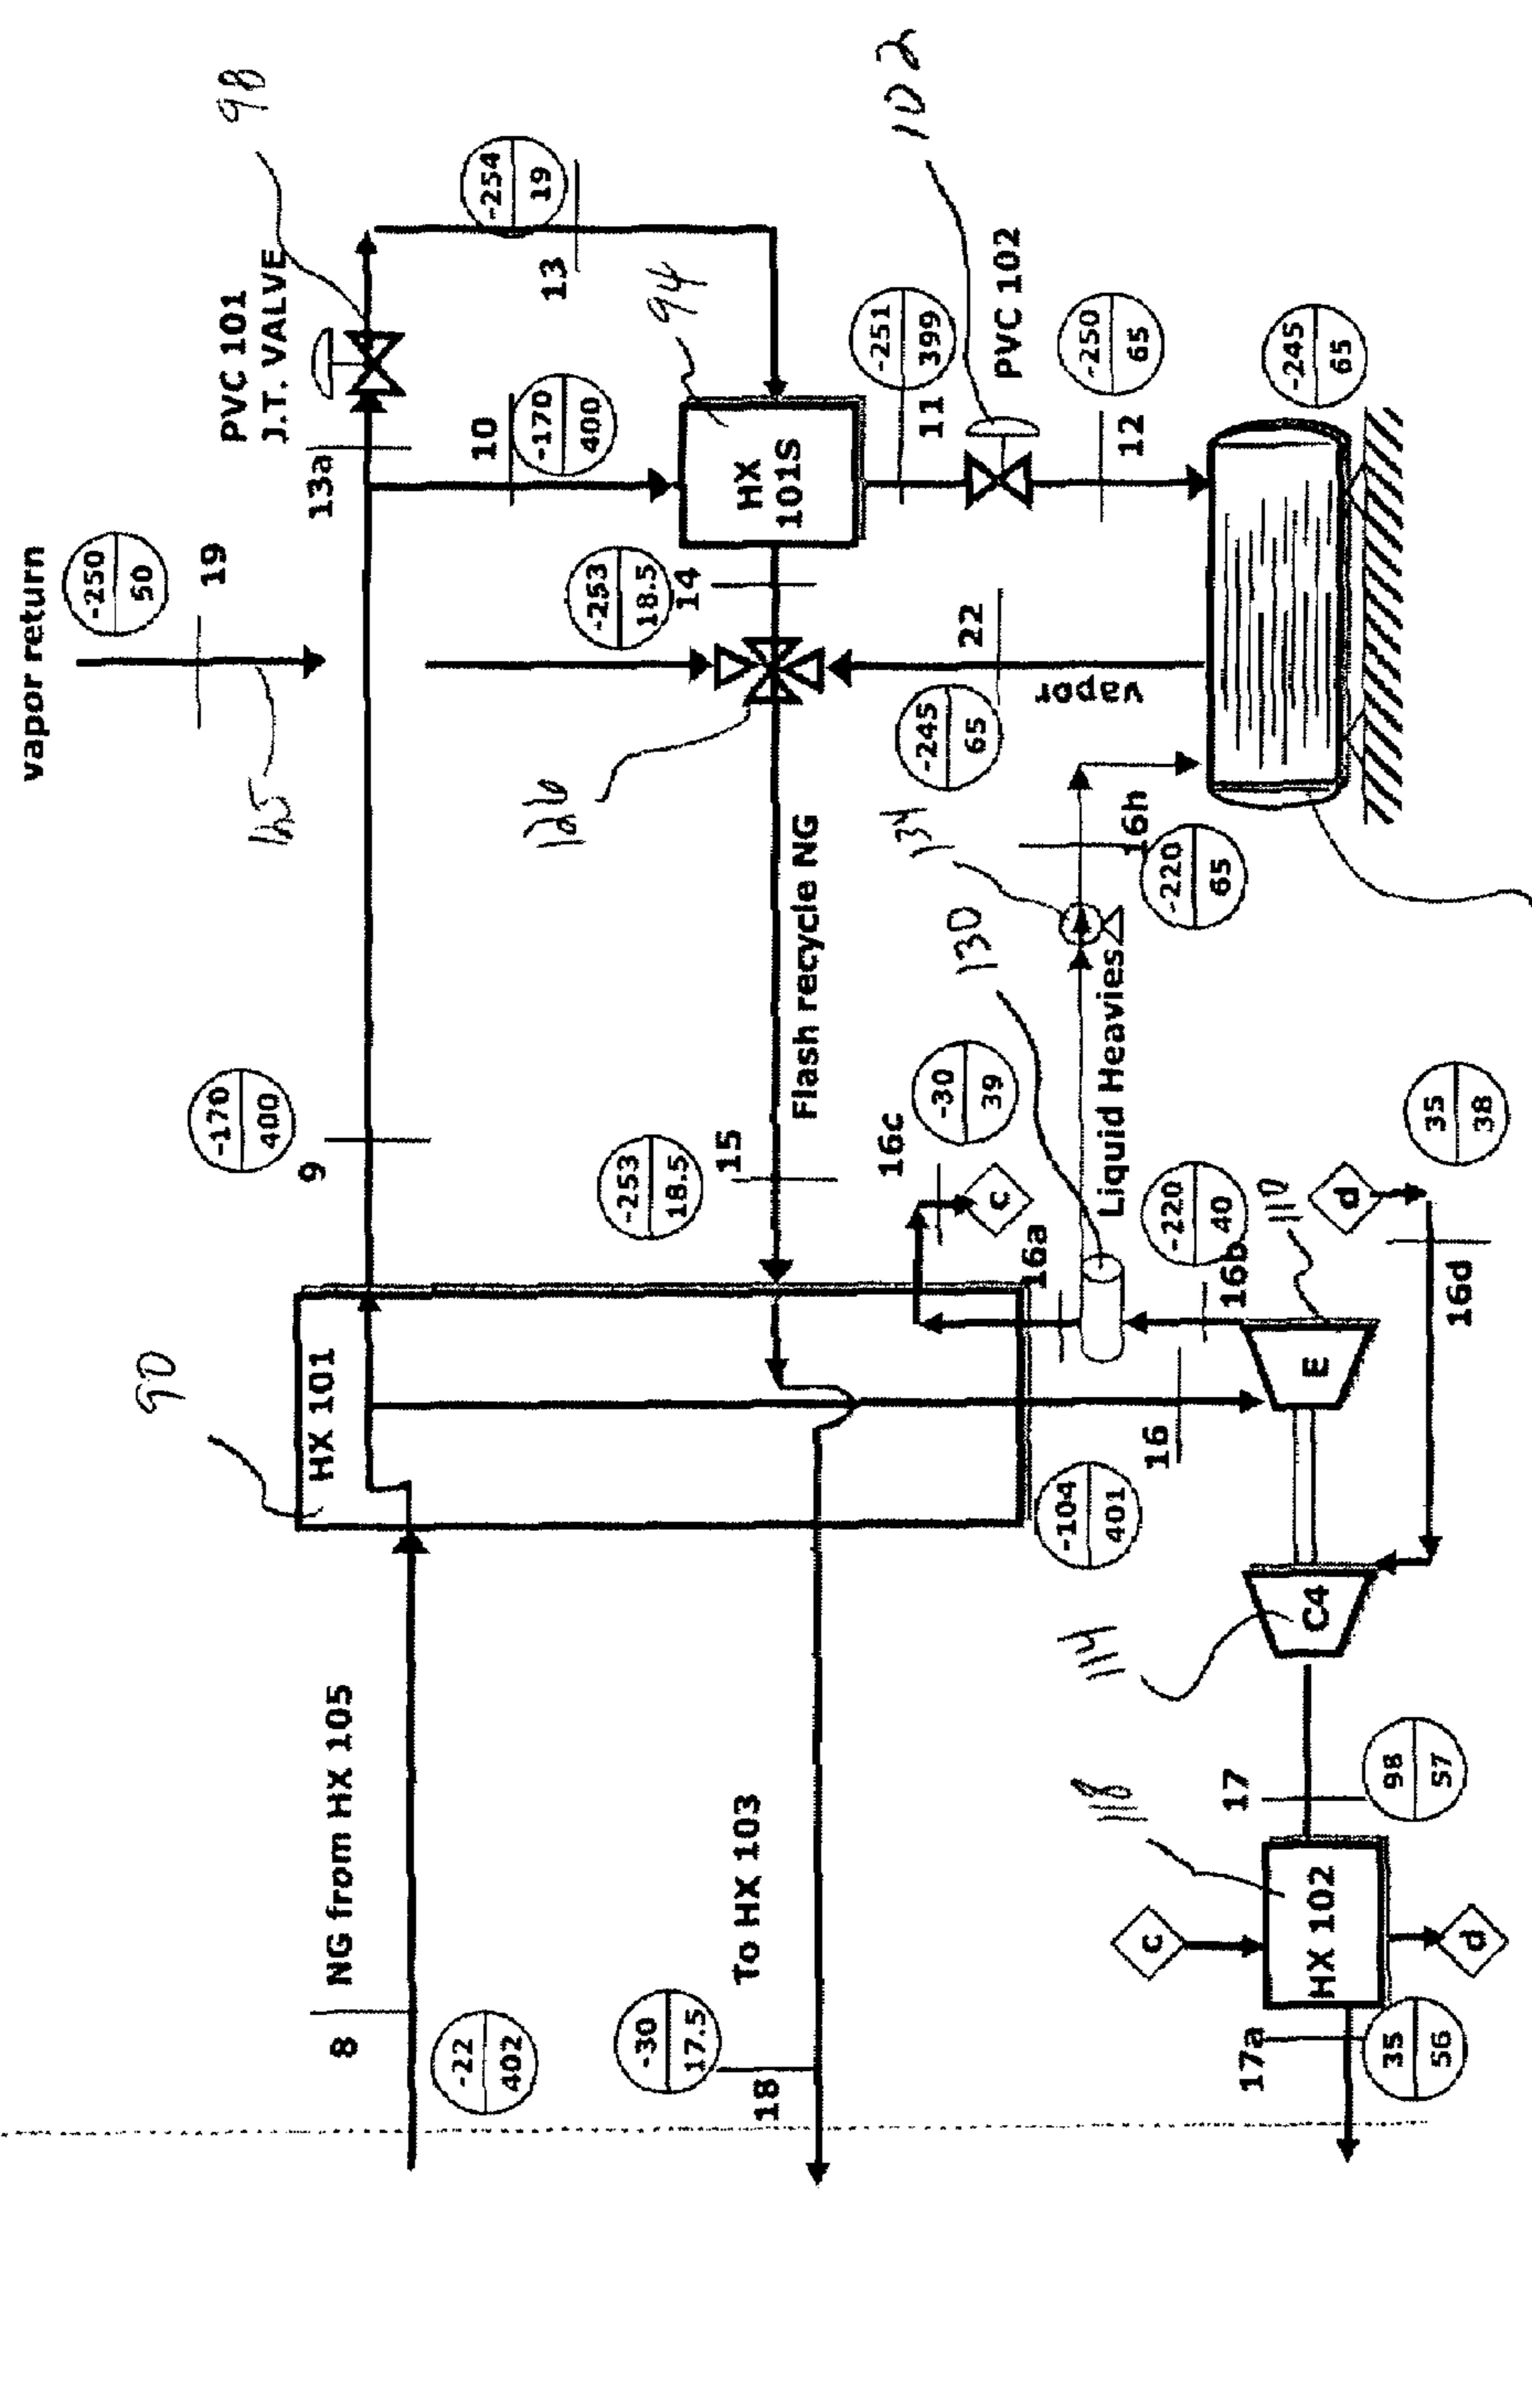 vapor return
-250
50
19
125
98
PVC 101
J.T. VALVE
13a
-254
19
13
10
-170
400
94
102
HX
101S
-251
399
11
PVC 102
-250
65
12
-245
65
-253
18.5
14
126
22
vapor
-245
65
134
16h
-220
65
-170
400
9
Flash recycle NG
-253
18.5
15
130
Liquid Heavies
16c
-30
39
c
16a
-220
40
16b
110
d
35
38
16d
90
HX 101
16
-104
401
E
C4
114
NG from HX 105
8
-22
402
To HX 103
-30
17.5
18
118
17
98
57
c
HX 102
d
17a
35
56